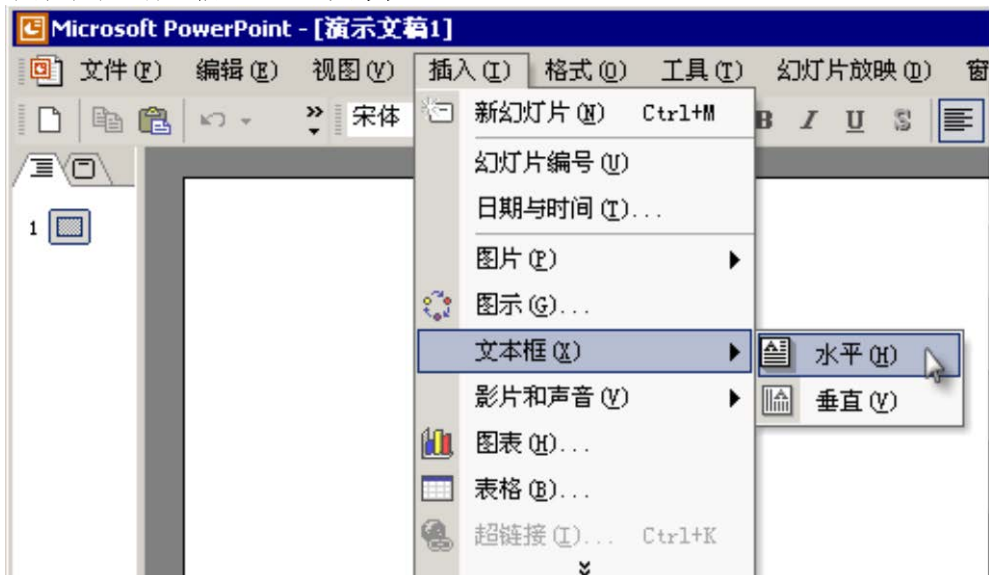 Microsoft PowerPoint - [演示文稿1]
文件(F) 编辑(E) 视图(V) 插入(I) 格式(O) 工具(T) 幻灯片放映(D) 窗
宋体 B I U S
新幻灯片(N) Ctrl+M
幻灯片编号(U)
日期与时间(T)...
1
图片(P)
图示(G)...
文本框(X)
水平(H)
影片和声音(V)
垂直(V)
图表(H)...
表格(B)...
超链接(I)... Ctrl+K